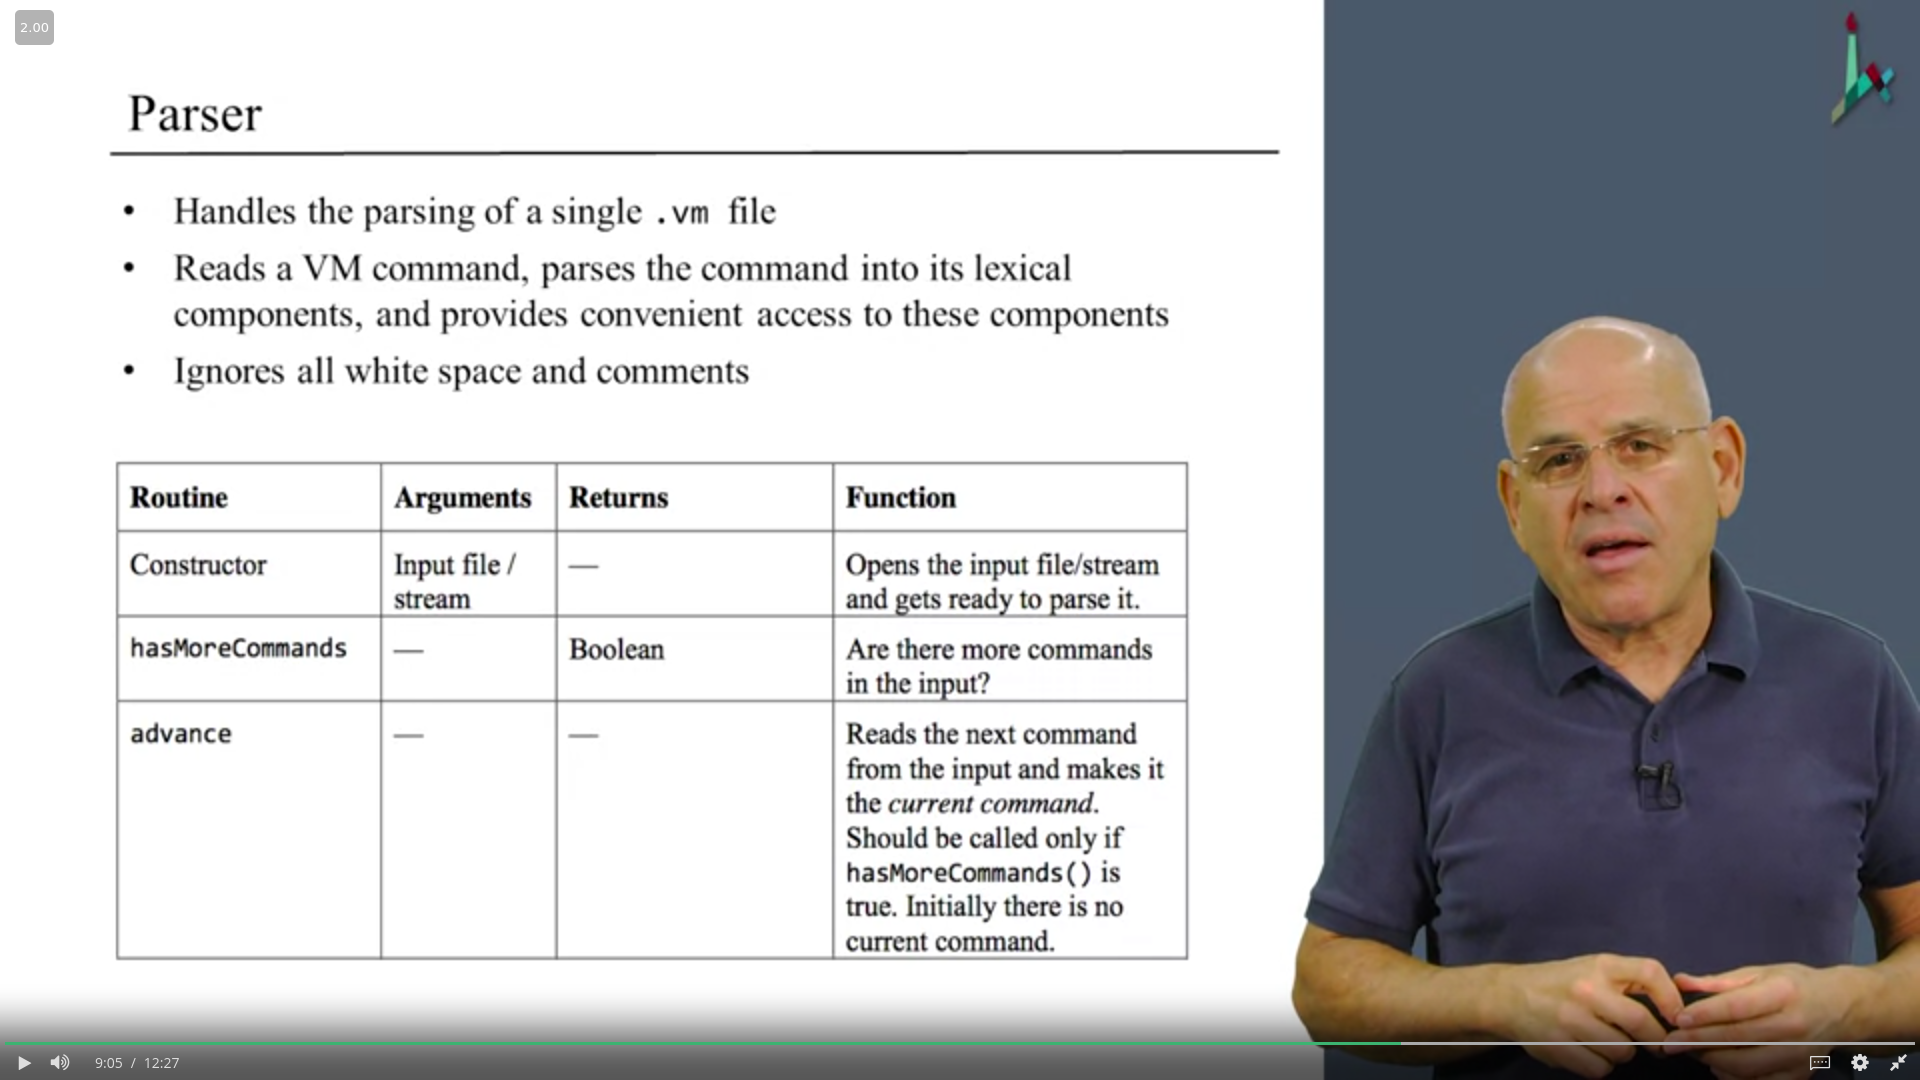 2.00
Parser
• Handles the parsing of a single .vm file
• Reads a VM command, parses the command into its lexical
components, and provides convenient access to these components
• Ignores all white space and comments
Routine Arguments Returns Function
Constructor Input file / — Opens the input file/stream
stream and gets ready to parse it.
hasMoreCommands — Boolean Are there more commands
in the input?
advance — — Reads the next command
from the input and makes it
the current command.
Should be called only if
hasMoreCommands() is
true. Initially there is no
current command.
9:05 / 12:27